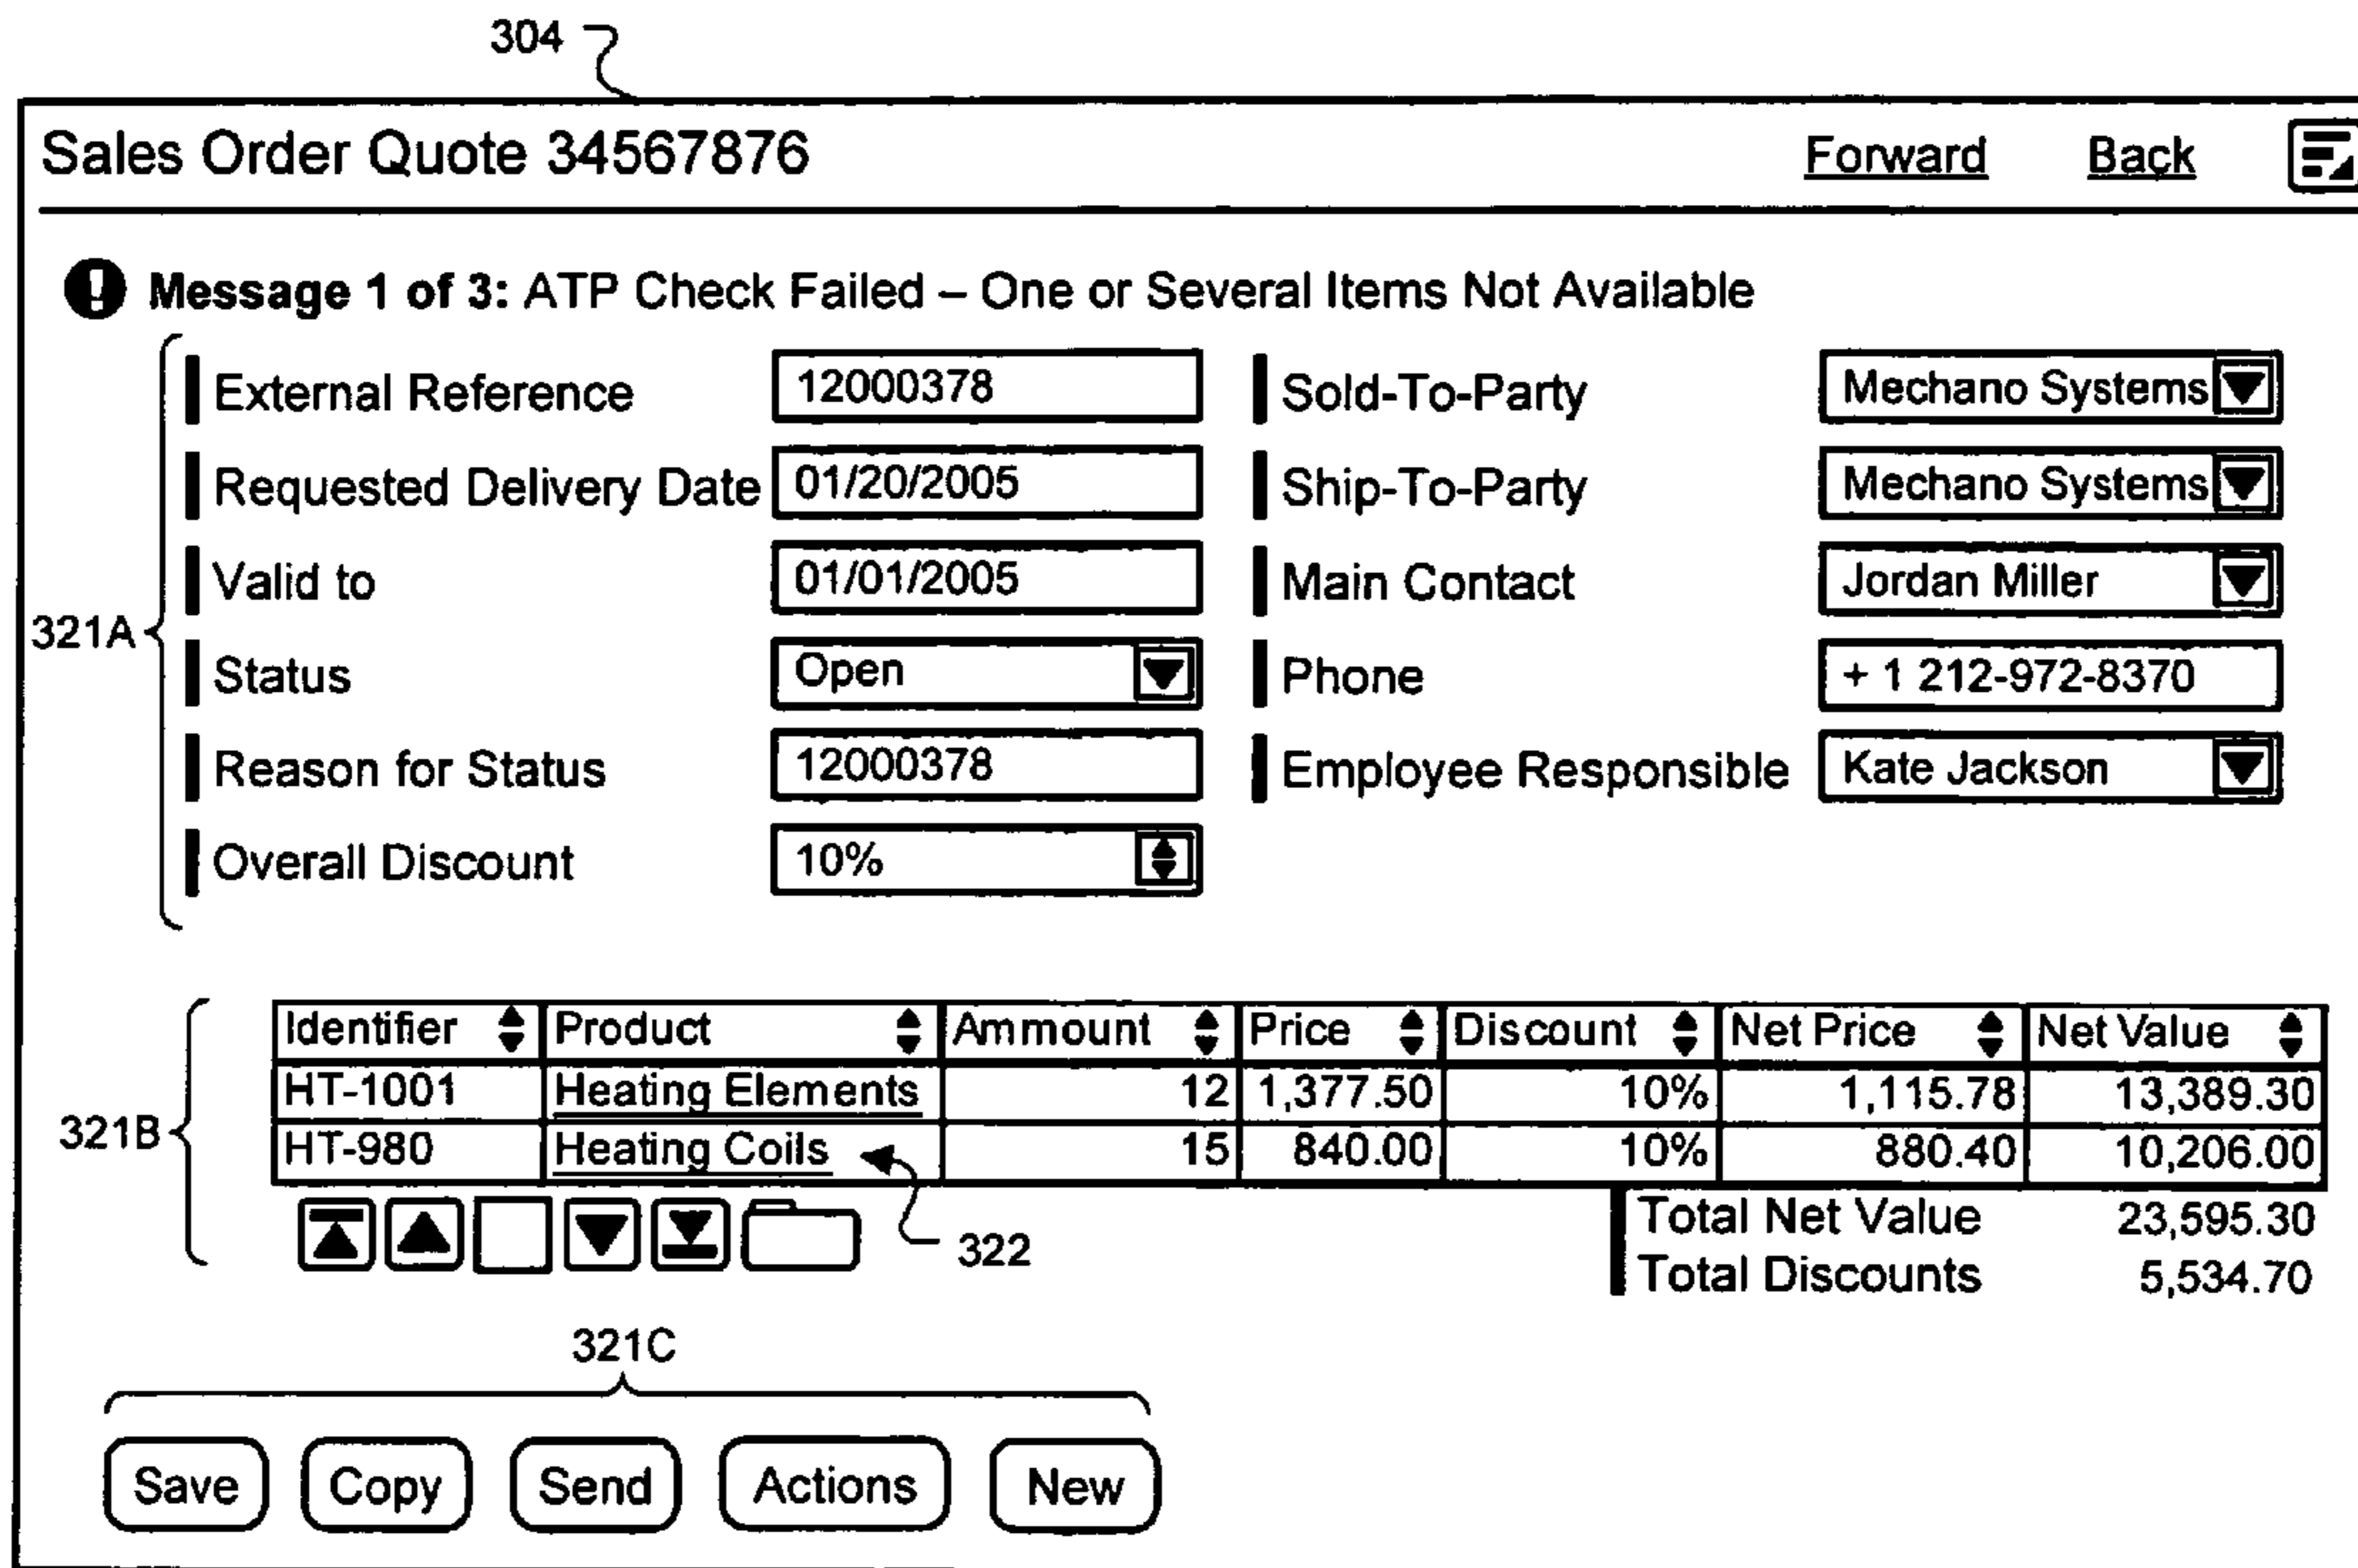 304
Sales Order Quote 34567876 Forward Back
Message 1 of 3: ATP Check Failed – One or Several Items Not Available
321A
External Reference 12000378 Sold-To-Party Mechano Systems
Requested Delivery Date 01/20/2005 Ship-To-Party Mechano Systems
Valid to 01/01/2005 Main Contact Jordan Miller
Status Open Phone + 1 212-972-8370
Reason for Status 12000378 Employee Responsible Kate Jackson
Overall Discount 10%
321B
Identifier Product Ammount Price Discount Net Price Net Value
HT-1001 Heating Elements 12 1,377.50 10% 1,115.78 13,389.30
HT-980 Heating Coils 15 840.00 10% 880.40 10,206.00
322
Total Net Value 23,595.30
Total Discounts 5,534.70
321C
Save Copy Send Actions New